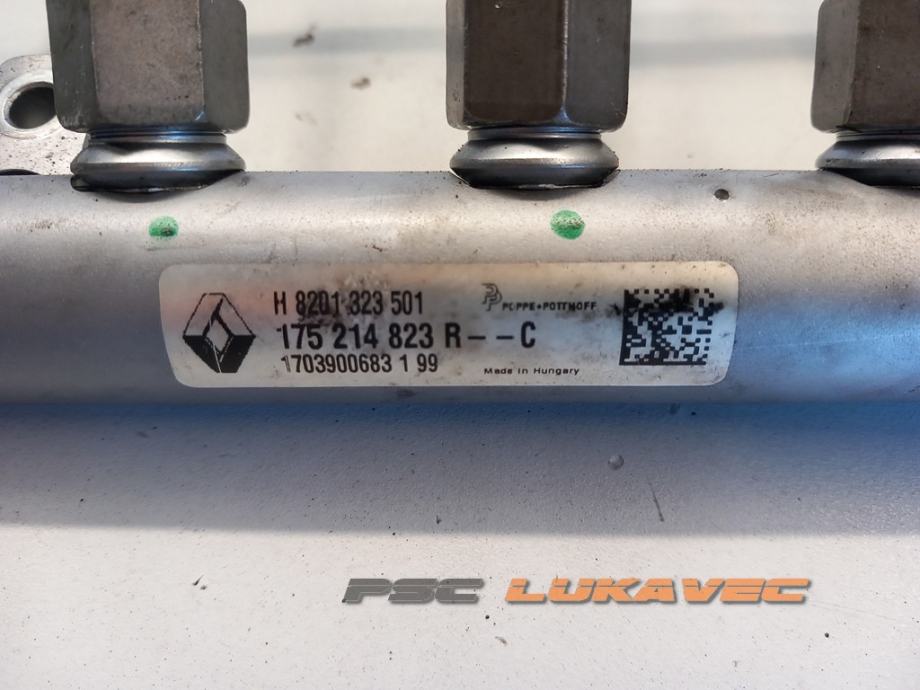 H 8201 323 501
POPPE+POTTHOFF
175 214 823 R--C
1703900683 1 99
Made in Hungary
PSC LUKAVEC